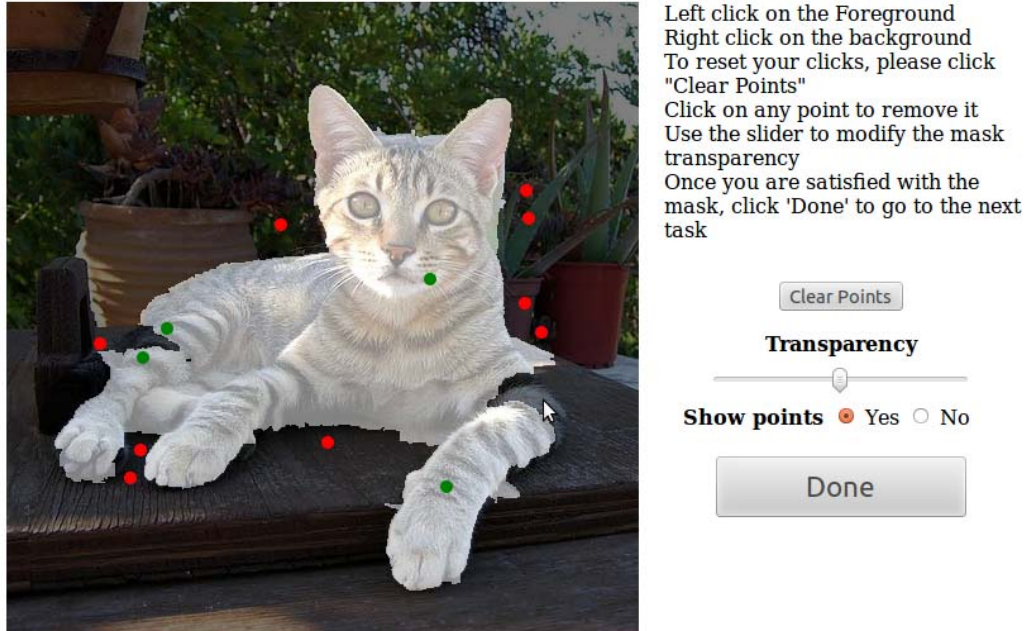 Left click on the Foreground
Right click on the background
To reset your clicks, please click
"Clear Points"
Click on any point to remove it
Use the slider to modify the mask
transparency
Once you are satisfied with the
mask, click 'Done' to go to the next
task
Clear Points
Transparency
Show points Yes No
Done